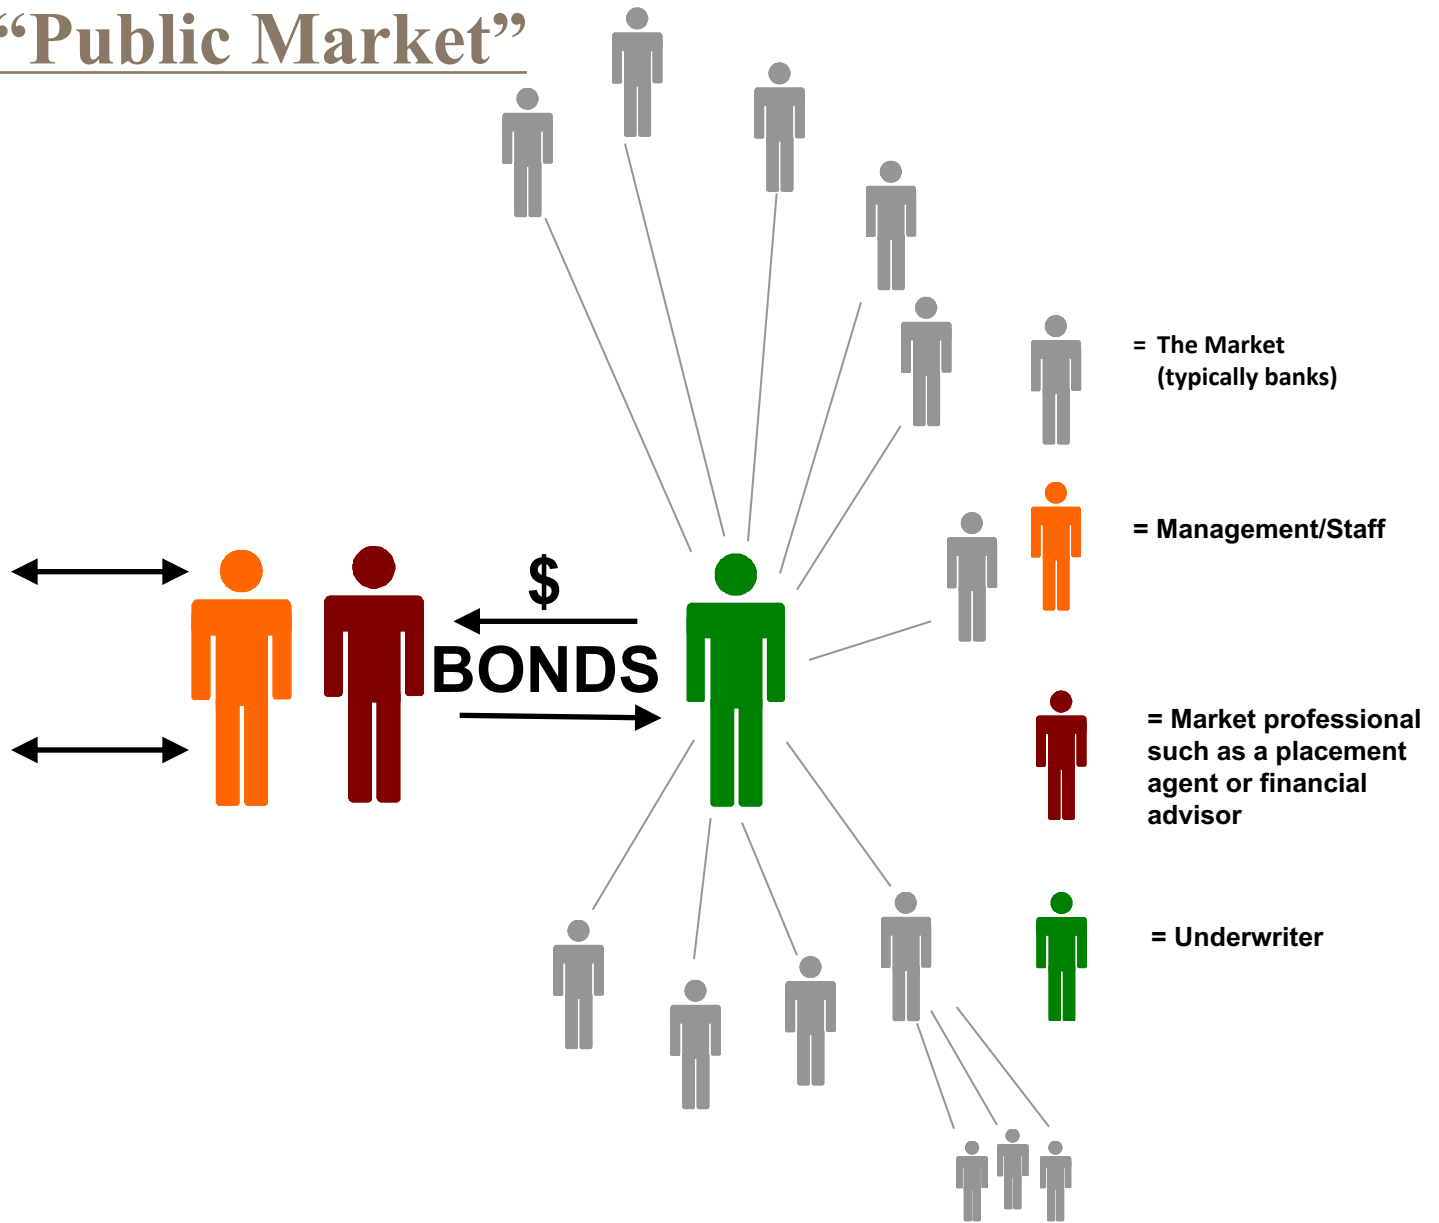 “Public Market”
= The Market
(typically banks)
= Management/Staff
$
BONDS
= Market professional
such as a placement
agent or financial
advisor
= Underwriter